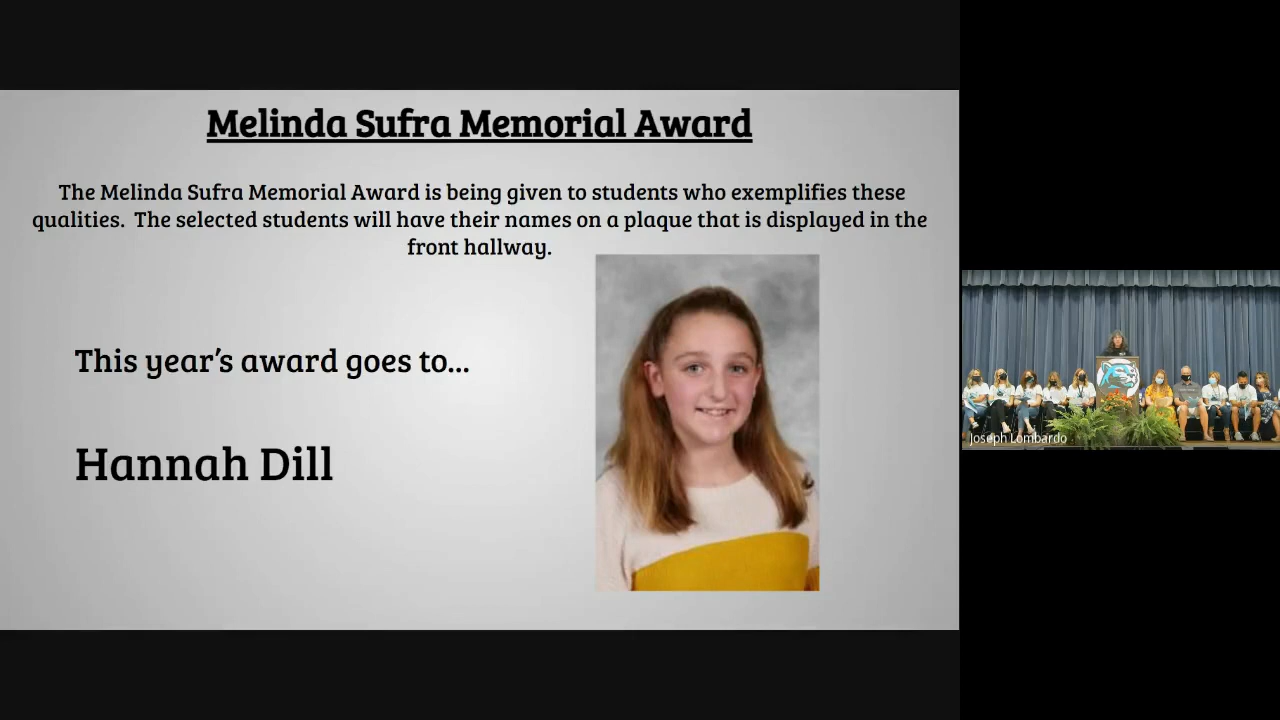 Melinda Sufra Memorial Award
The Melinda Sufra Memorial Award is being given to students who exemplifies these
qualities.  The selected students will have their names on a plaque that is displayed in the
front hallway.
This year's award goes to...
Hannah Dill
Joseph Lombardo